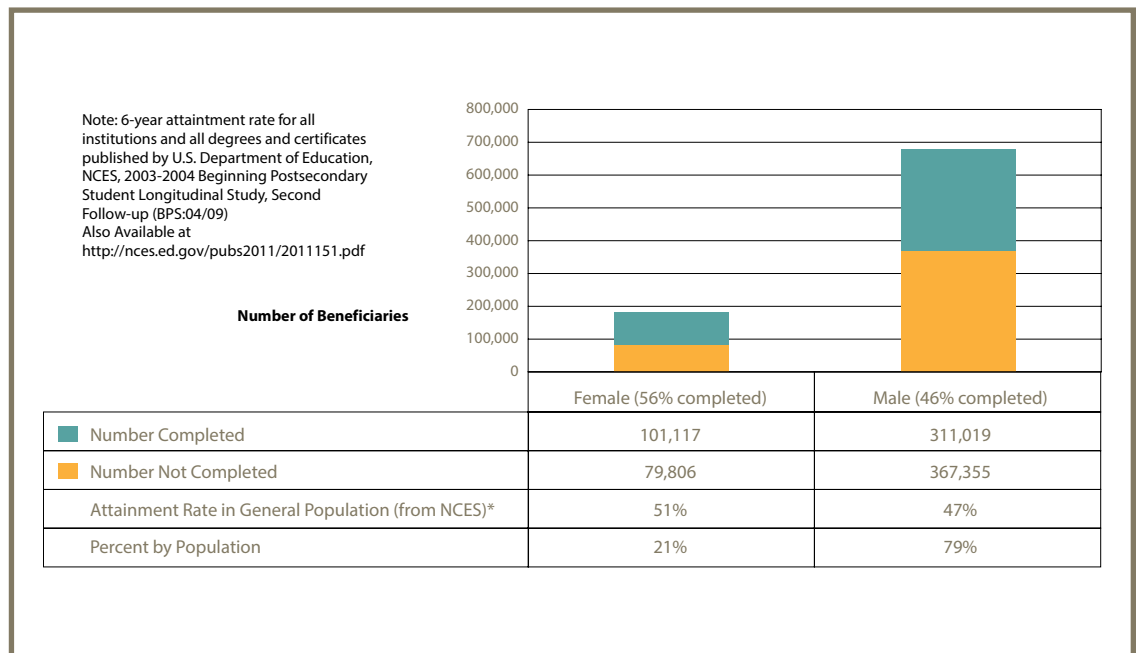 Note: 6-year attaintment rate for all
institutions and all degrees and certificates
published by U.S. Department of Education,
NCES, 2003-2004 Beginning Postsecondary
Student Longitudinal Study, Second
Follow-up (BPS:04/09)
Also Available at
http://nces.ed.gov/pubs2011/2011151.pdf
Number of Beneficiaries
800,000
700,000
600,000
500,000
400,000
300,000
200,000
100,000
0
Female (56% completed) Male (46% completed)
Number Completed 101,117 311,019
Number Not Completed 79,806 367,355
Attainment Rate in General Population (from NCES)* 51% 47%
Percent by Population 21% 79%